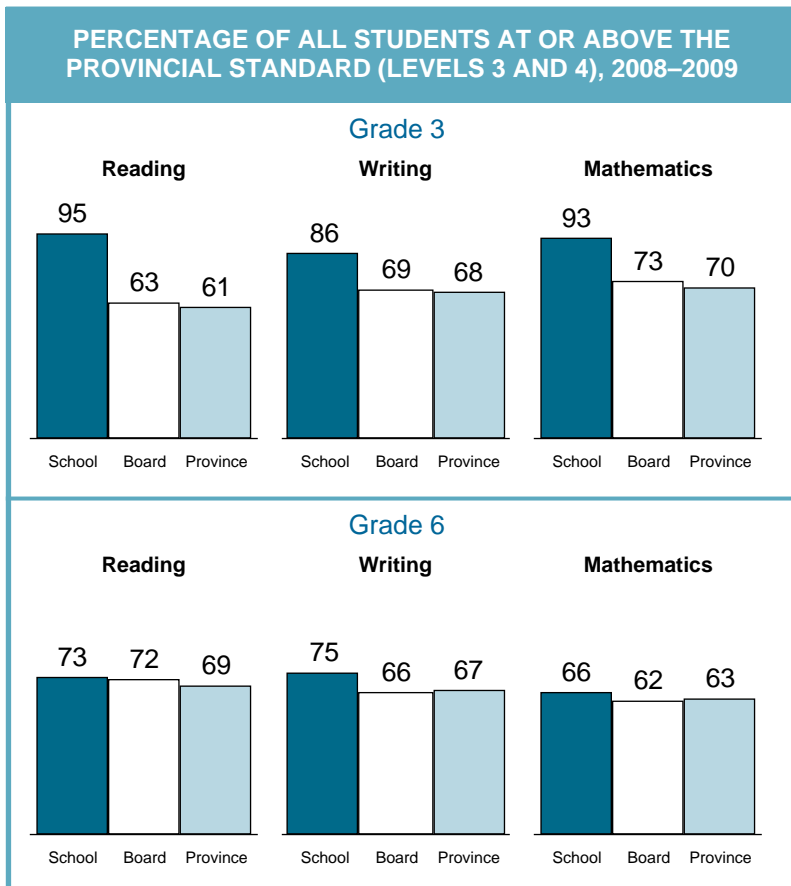 PERCENTAGE OF ALL STUDENTS AT OR ABOVE THE
PROVINCIAL STANDARD (LEVELS 3 AND 4), 2008–2009
Grade 3
Reading Writing Mathematics
95 63 61 86 69 68 93 73 70
School Board Province School Board Province School Board Province
Grade 6
Reading Writing Mathematics
73 72 69 75 66 67 66 62 63
School Board Province School Board Province School Board Province